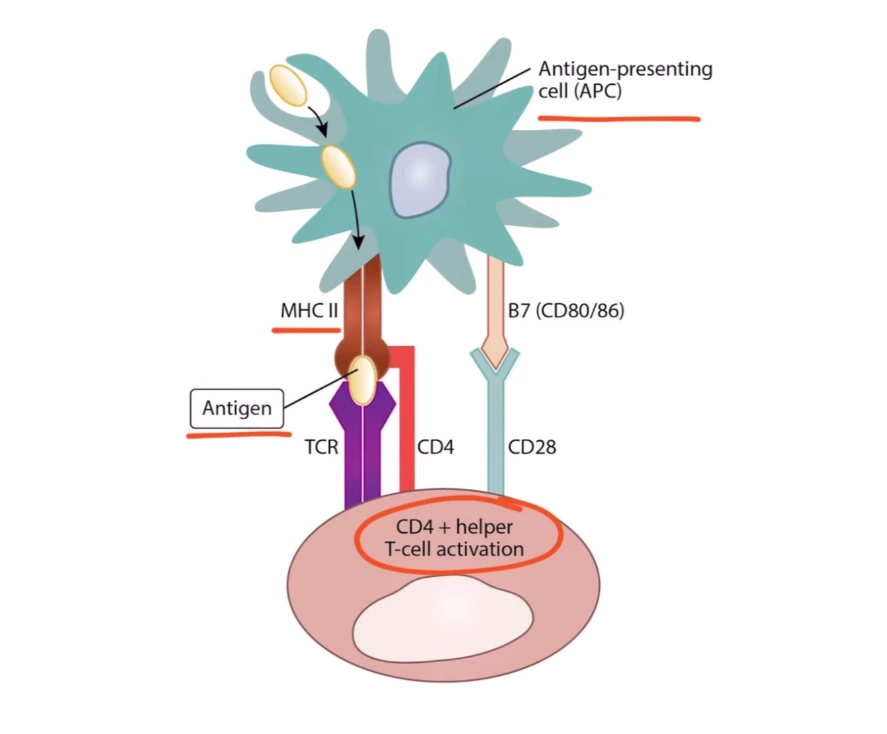 Antigen-presenting
cell (APC)
MHC II
B7 (CD80/86)
Antigen
TCR
CD4
CD28
CD4 + helper
T-cell activation